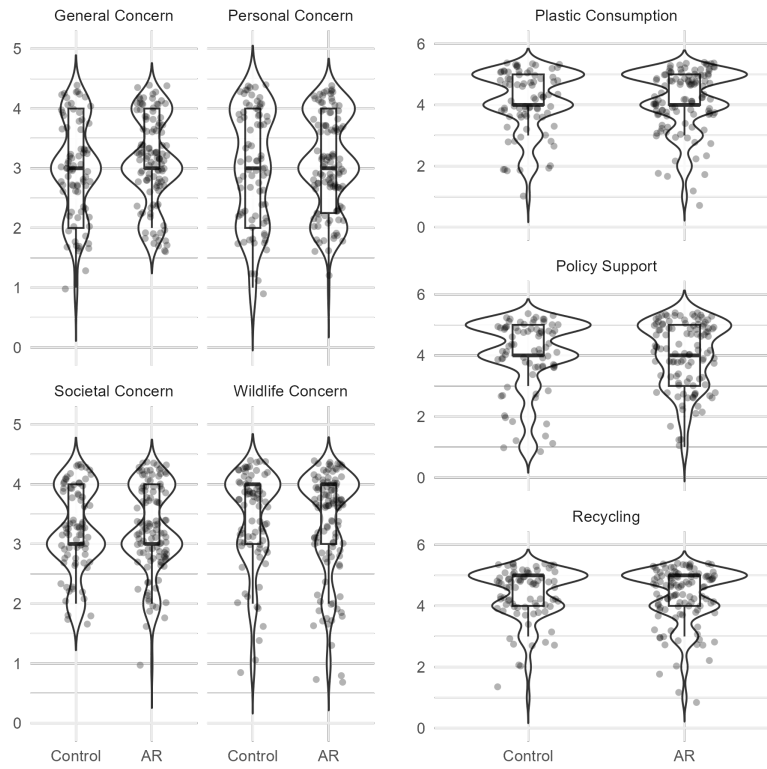 General Concern
Personal Concern
5
4
3
2
1
0
Societal Concern
Wildlife Concern
5
4
3
2
1
0
Control
AR
Control
AR
Plastic Consumption
6
4
2
0
Policy Support
6
4
2
0
Recycling
6
4
2
0
Control
AR